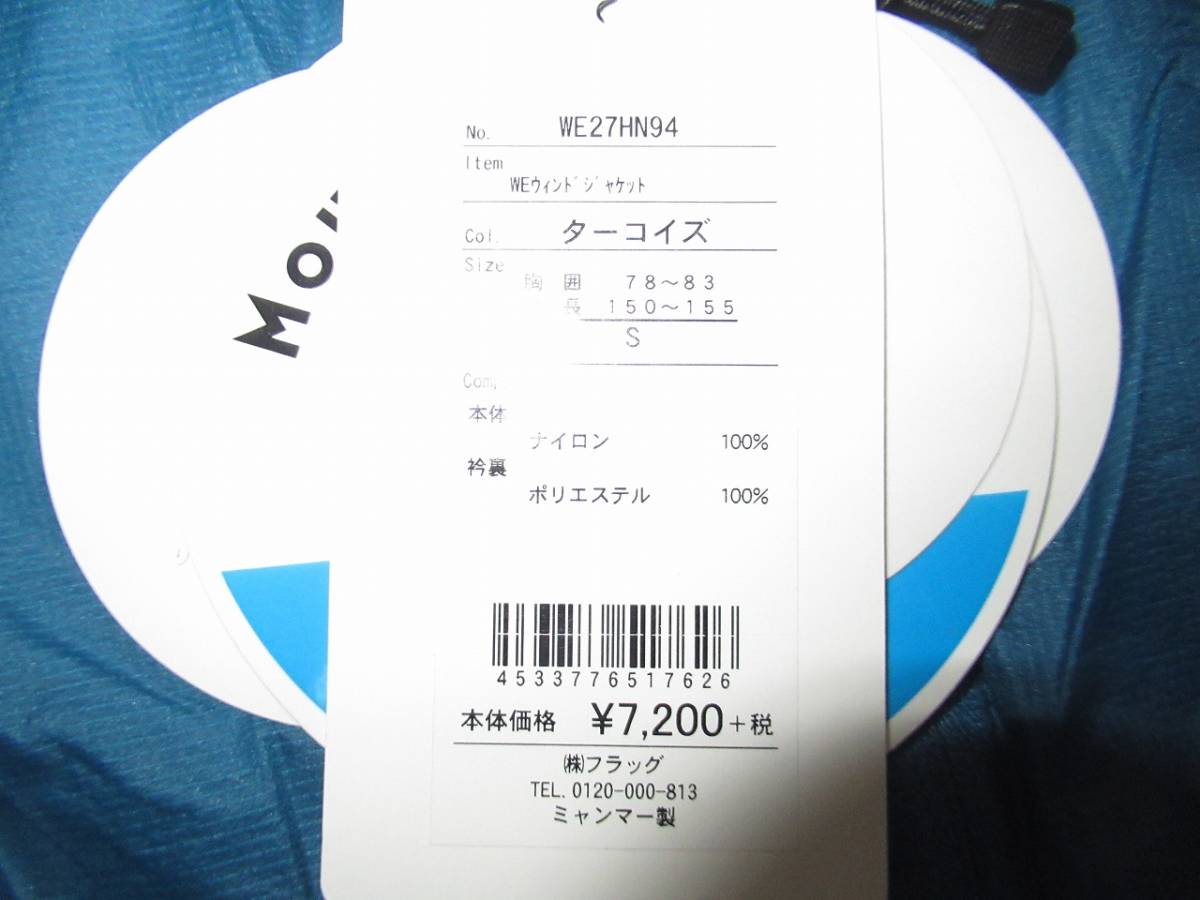 No. WE27HN94
Item
WEウィンドジャケット
Col. ターコイズ
Size
胸 囲 78～83
長 150～155
S
Comp.
本体
ナイロン 100%
衿裏
ポリエステル 100%
4533776517626
本体価格 ¥7,200+税
㈱フラッグ
TEL.0120-000-813
ミャンマー製